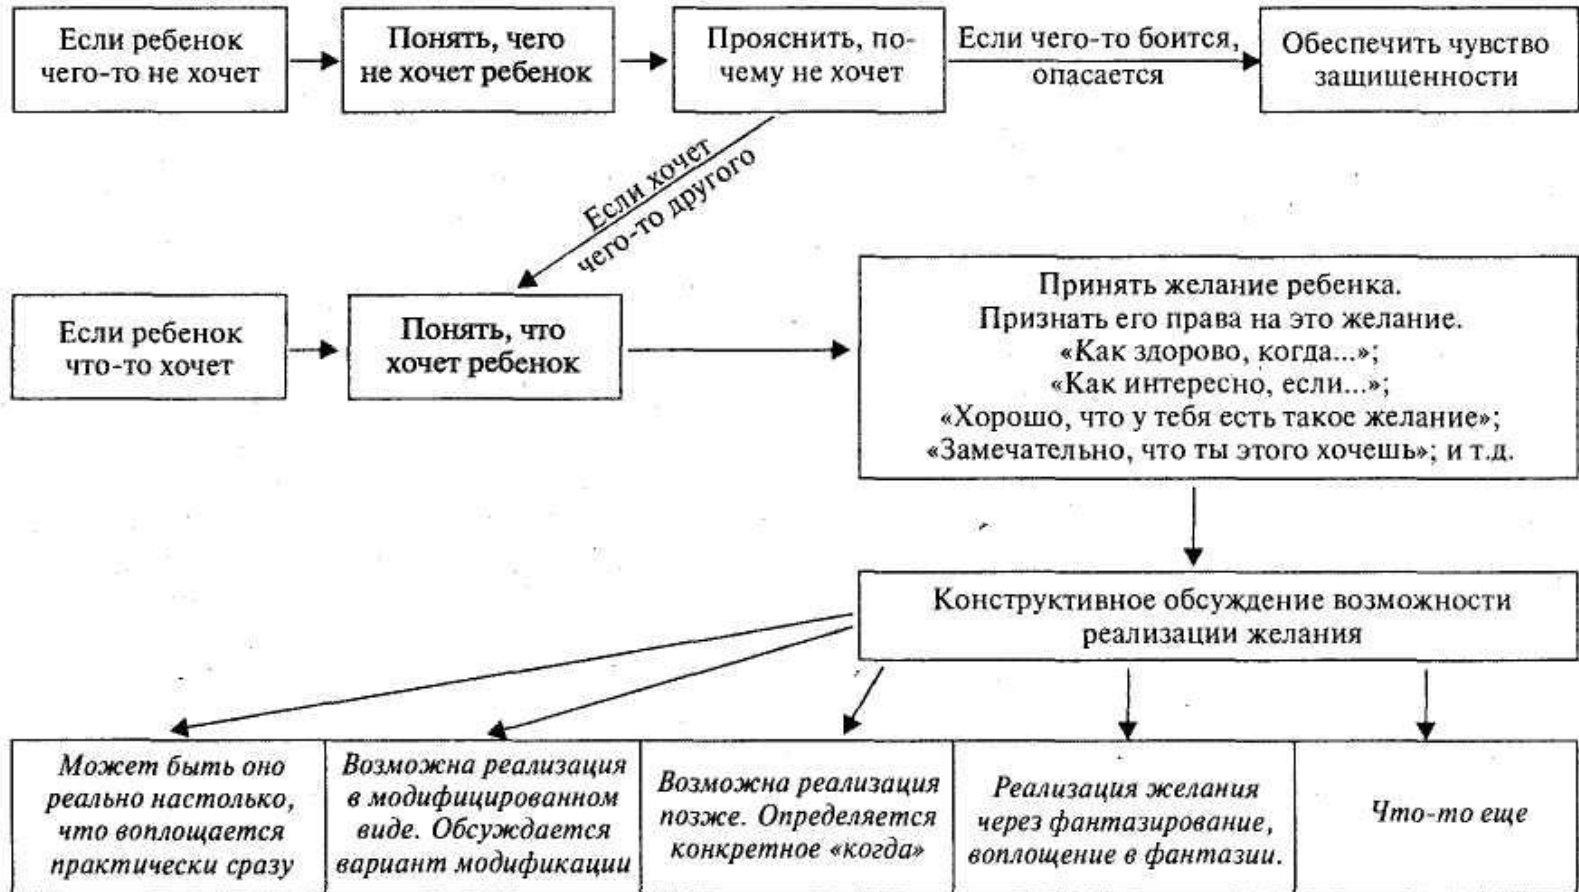 Если ребенок
чего-то не хочет
Понять, чего
не хочет ребенок
Прояснить, по-
чему не хочет
Если чего-то боится,
опасается
Обеспечить чувство
защищенности
Если хочет
чего-то другого
Если ребенок
что-то хочет
Понять, что
хочет ребенок
Принять желание ребенка.
Признать его права на это желание.
«Как здорово, когда...»;
«Как интересно, если...»;
«Хорошо, что у тебя есть такое желание»;
«Замечательно, что ты этого хочешь»; и т.д.
Конструктивное обсуждение возможности
реализации желания
Может быть оно
реально настолько,
что воплощается
практически сразу
Возможна реализация
в модифицированном
виде. Обсуждается
вариант модификации
Возможна реализация
позже. Определяется
конкретное «когда»
Реализация желания
через фантазирование,
воплощение в фантазии.
Что-то еще